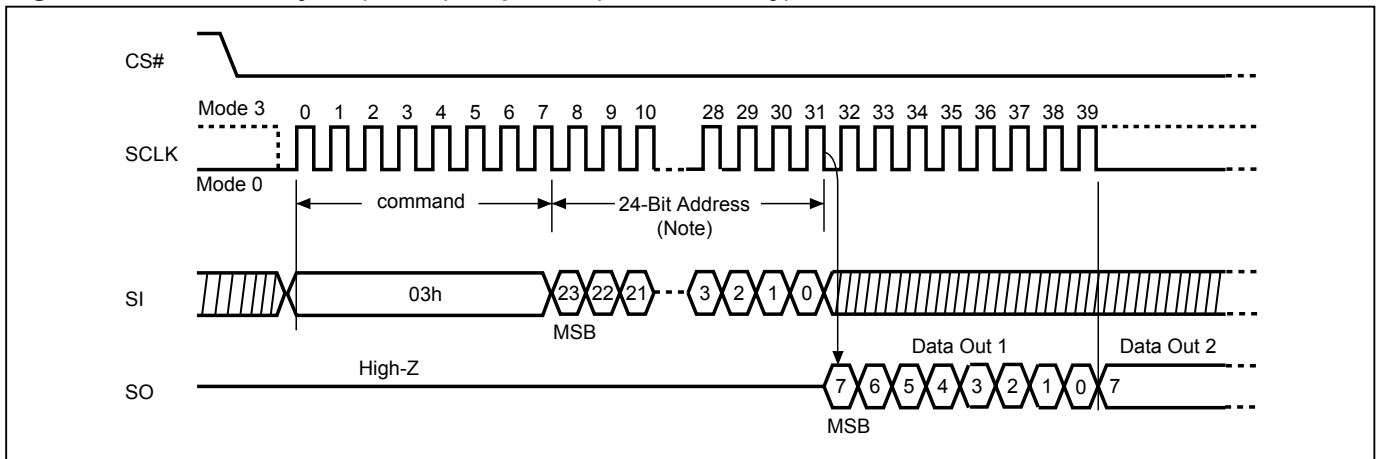 CS#
Mode 3
0 1 2 3 4 5 6 7 8 9 10 28 29 30 31 32 33 34 35 36 37 38 39
SCLK
Mode 0
command
24-Bit Address
(Note)
SI
03h
23 22 21 3 2 1 0
MSB
Data Out 1
Data Out 2
High-Z
SO
7 6 5 4 3 2 1 0 7
MSB